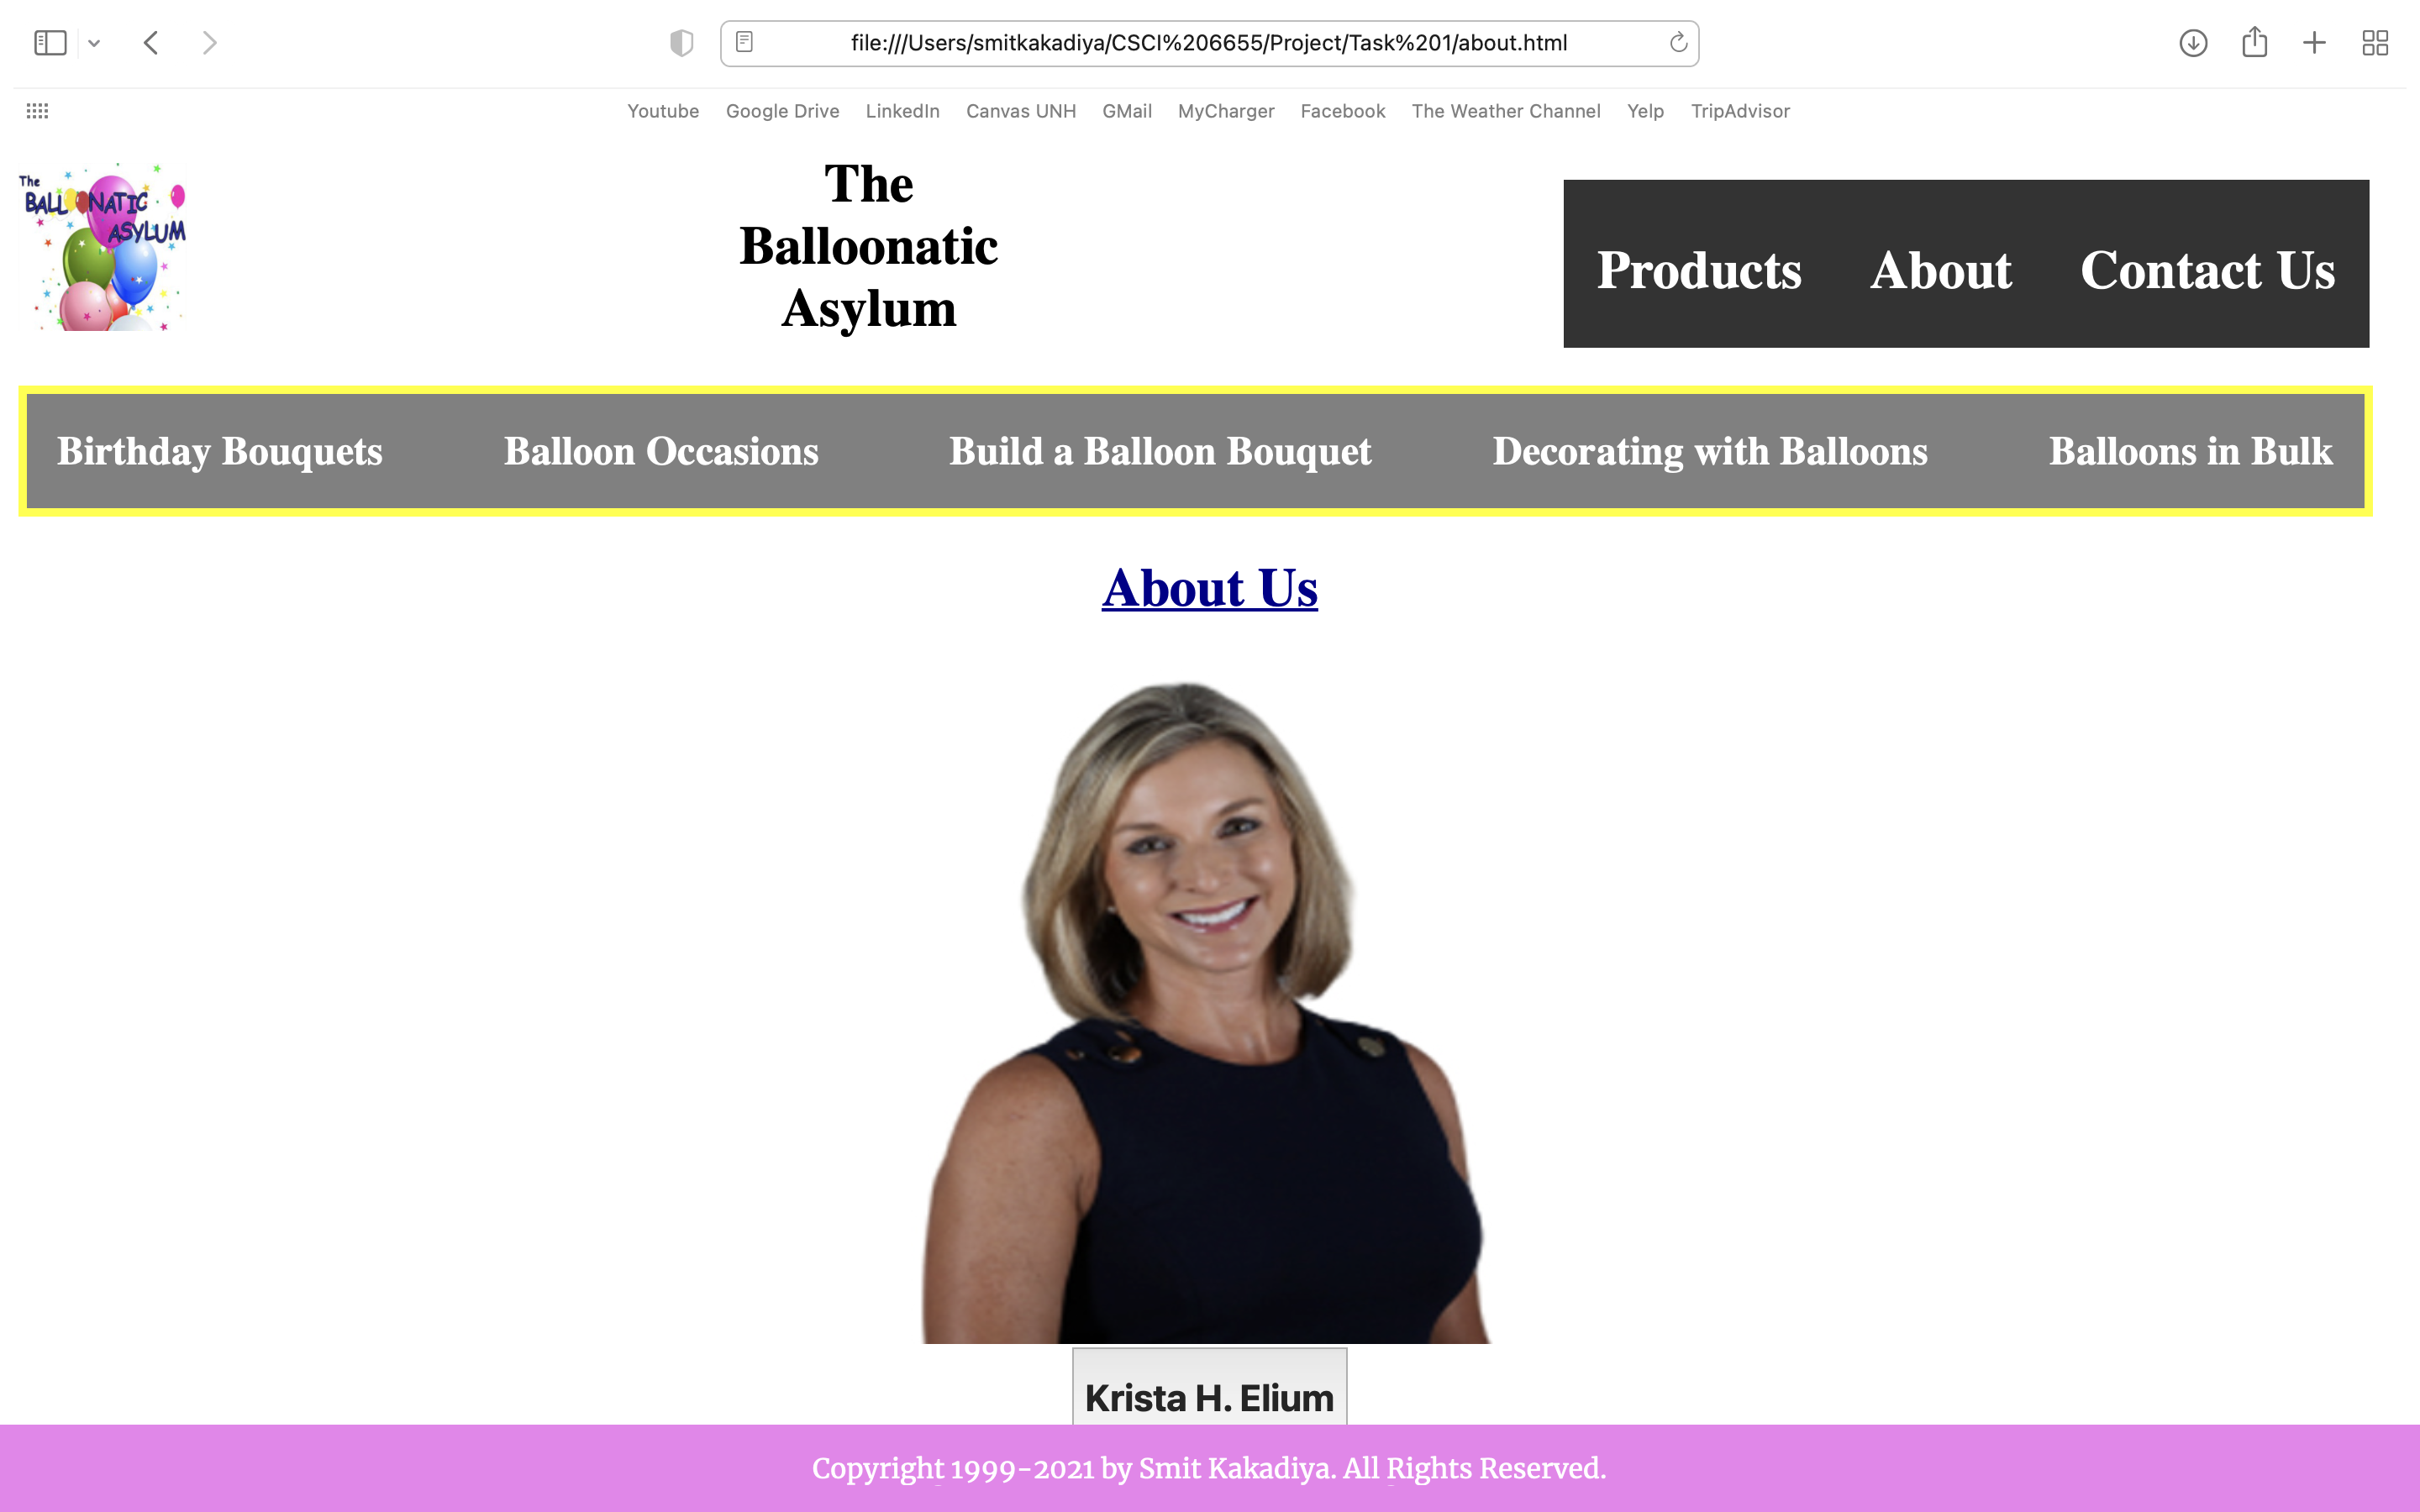 file:///Users/smitkakadiya/CSCI%206655/Project/Task%201/about.html
Youtube Google Drive LinkedIn Canvas UNH GMail MyCharger Facebook The Weather Channel Yelp TripAdvisor
The
BALLOONATIC
ASYLUM
The
Balloonatic
Asylum
Products About Contact Us
Birthday Bouquets Balloon Occasions Build a Balloon Bouquet Decorating with Balloons Balloons in Bulk
About Us
Krista H. Elium
Copyright 1999-2021 by Smit Kakadiya. All Rights Reserved.